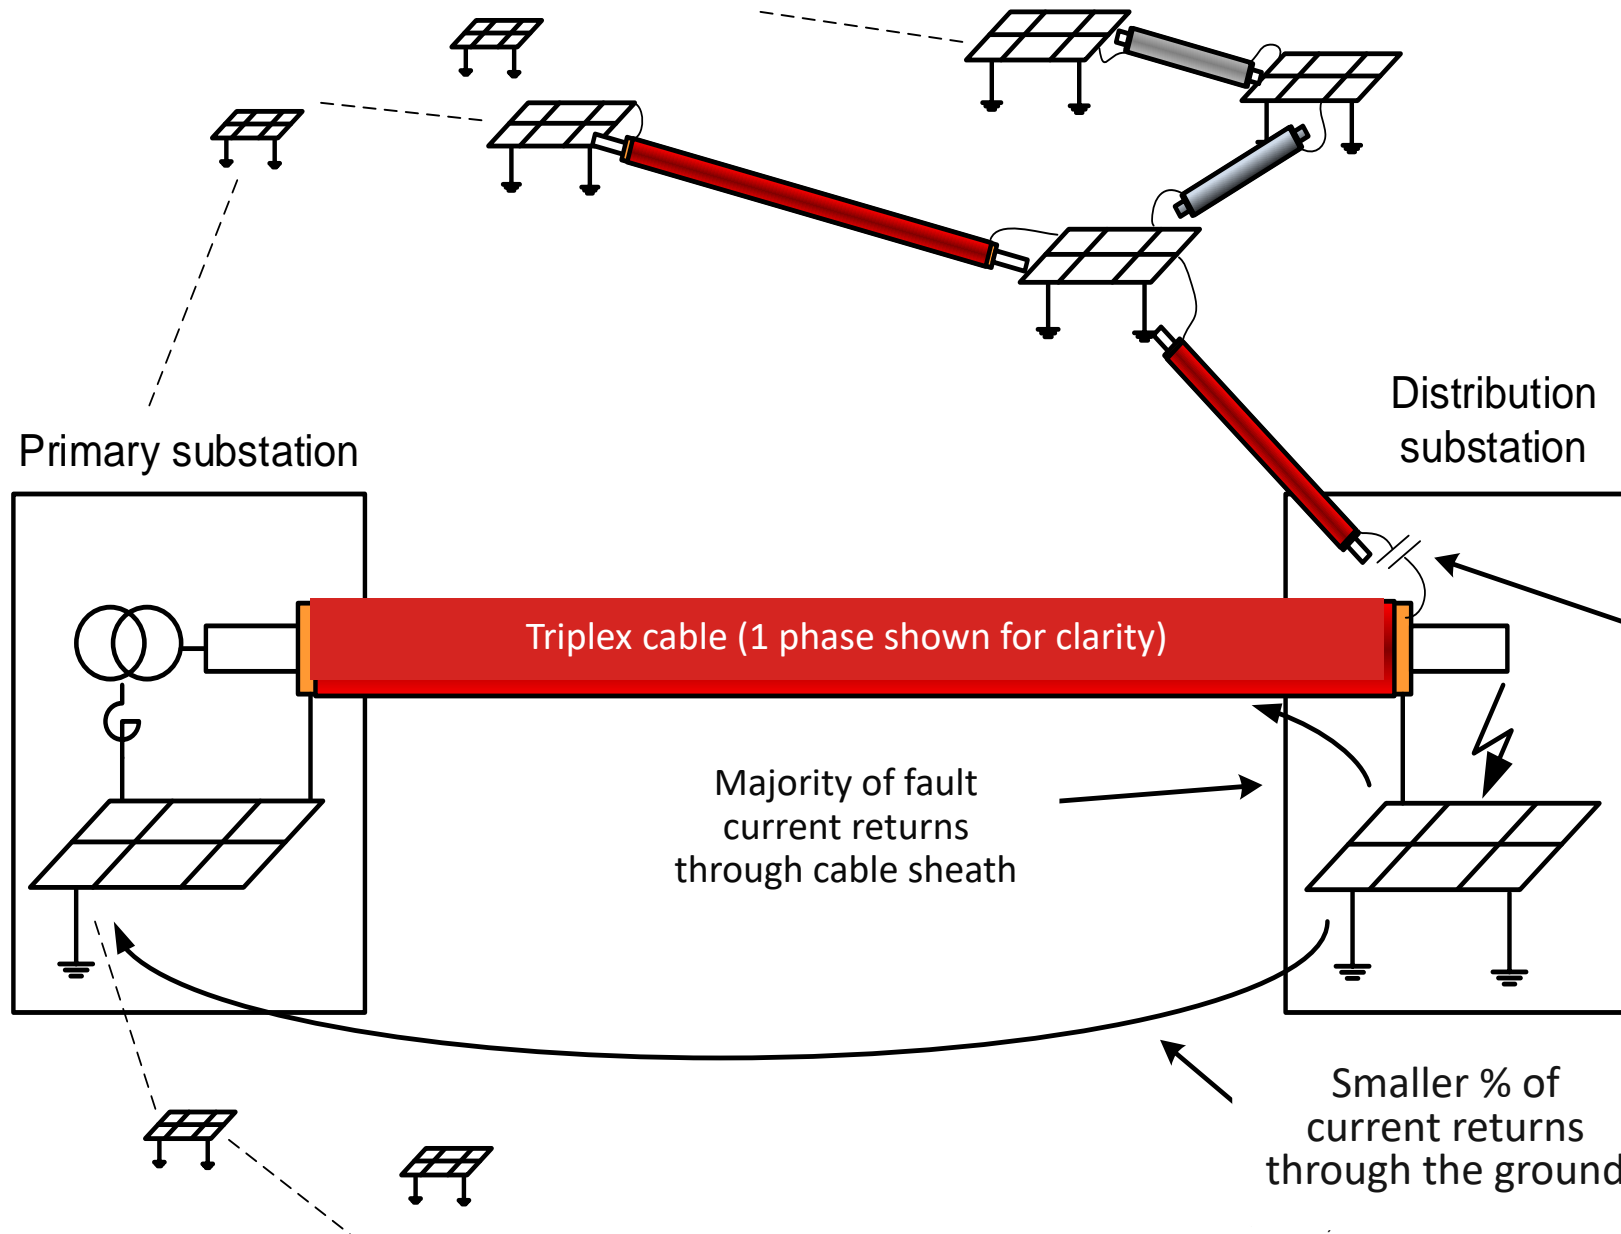 Distribution
substation
Primary substation
Triplex cable (1 phase shown for clarity)
Majority of fault
current returns
through cable sheath
Smaller % of
current returns
through the ground